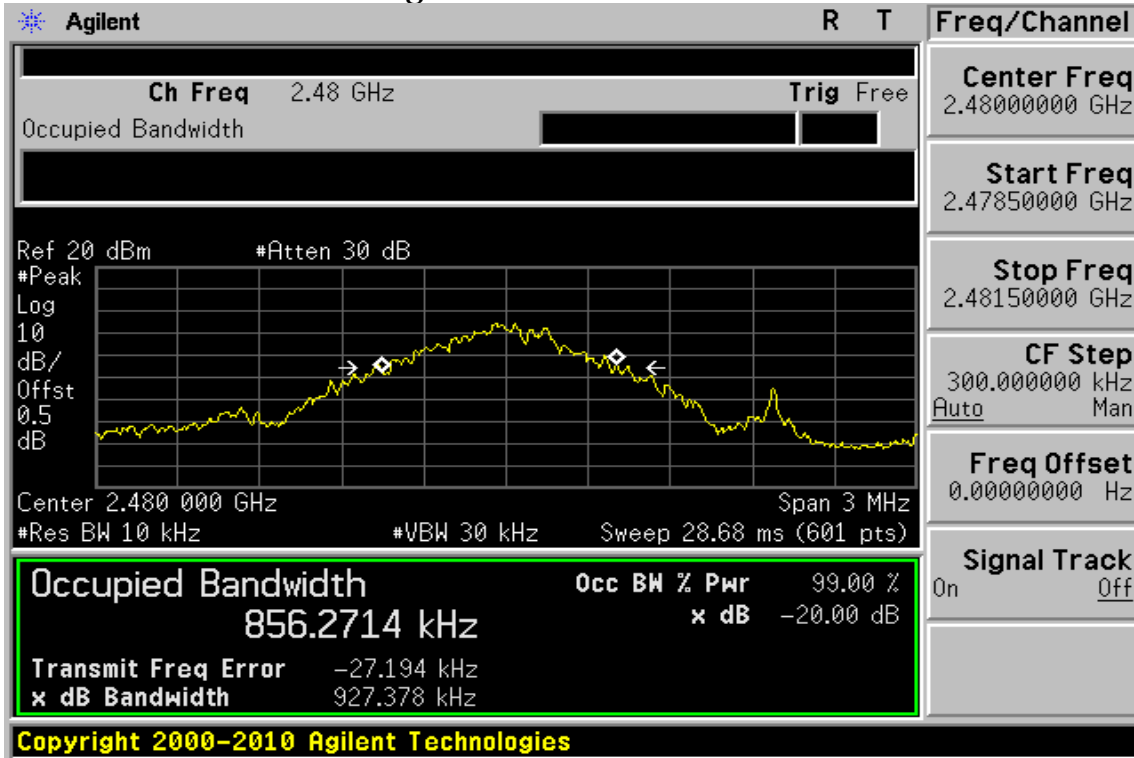 Agilent R T
Freq/Channel
Ch Freq 2.48 GHz Trig Free
Occupied Bandwidth
Center Freq
2.48000000 GHz
Start Freq
2.47850000 GHz
Stop Freq
2.48150000 GHz
CF Step
300.000000 kHz
Auto Man
Freq Offset
0.00000000 Hz
Signal Track
On Off
Ref 20 dBm #Atten 30 dB
#Peak
Log
10
dB/
Offst
0.5
dB
Center 2.480 000 GHz Span 3 MHz
#Res BW 10 kHz #VBW 30 kHz Sweep 28.68 ms (601 pts)
Occupied Bandwidth Occ BW % Pwr 99.00 %
856.2714 kHz x dB -20.00 dB
Transmit Freq Error -27.194 kHz
x dB Bandwidth 927.378 kHz
Copyright 2000-2010 Agilent Technologies